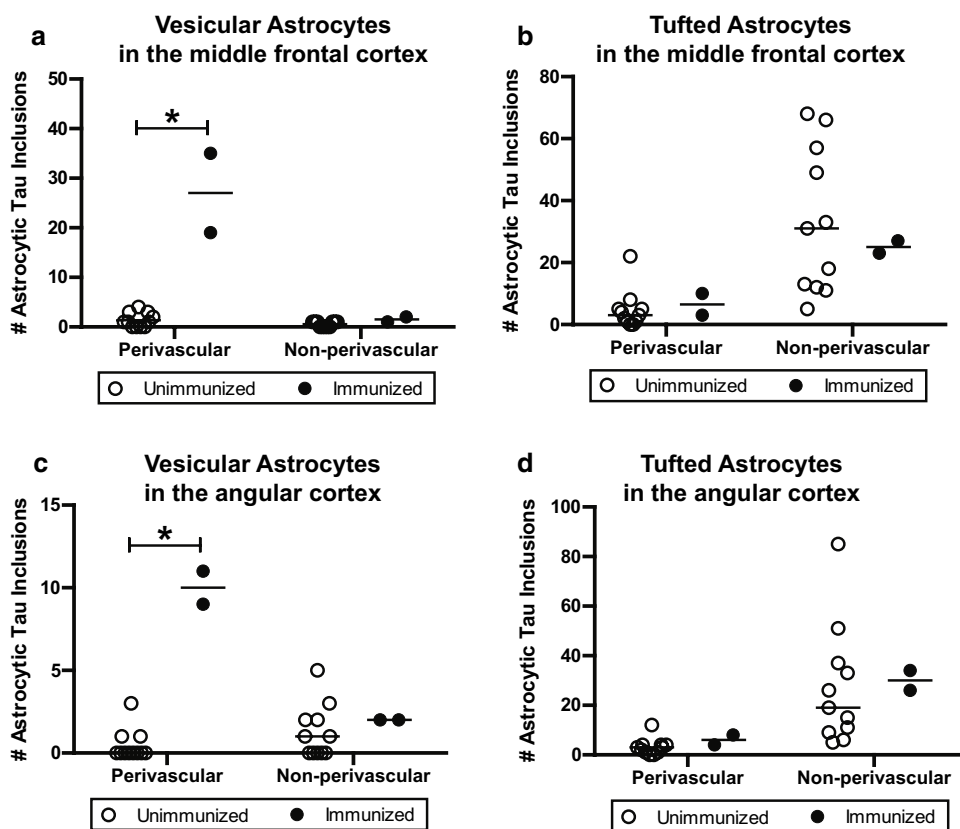 a
Vesicular Astrocytes
in the middle frontal cortex
# Astrocytic Tau Inclusions
50
40
30
20
10
0
*
Perivascular Non-perivascular
Unimmunized Immunized
b
Tufted Astrocytes
in the middle frontal cortex
# Astrocytic Tau Inclusions
80
60
40
20
0
Perivascular Non-perivascular
Unimmunized Immunized
c
Vesicular Astrocytes
in the angular cortex
# Astrocytic Tau Inclusions
15
10
5
0
*
Perivascular Non-perivascular
Unimmunized Immunized
d
Tufted Astrocytes
in the angular cortex
# Astrocytic Tau Inclusions
100
80
60
40
20
0
Perivascular Non-perivascular
Unimmunized Immunized